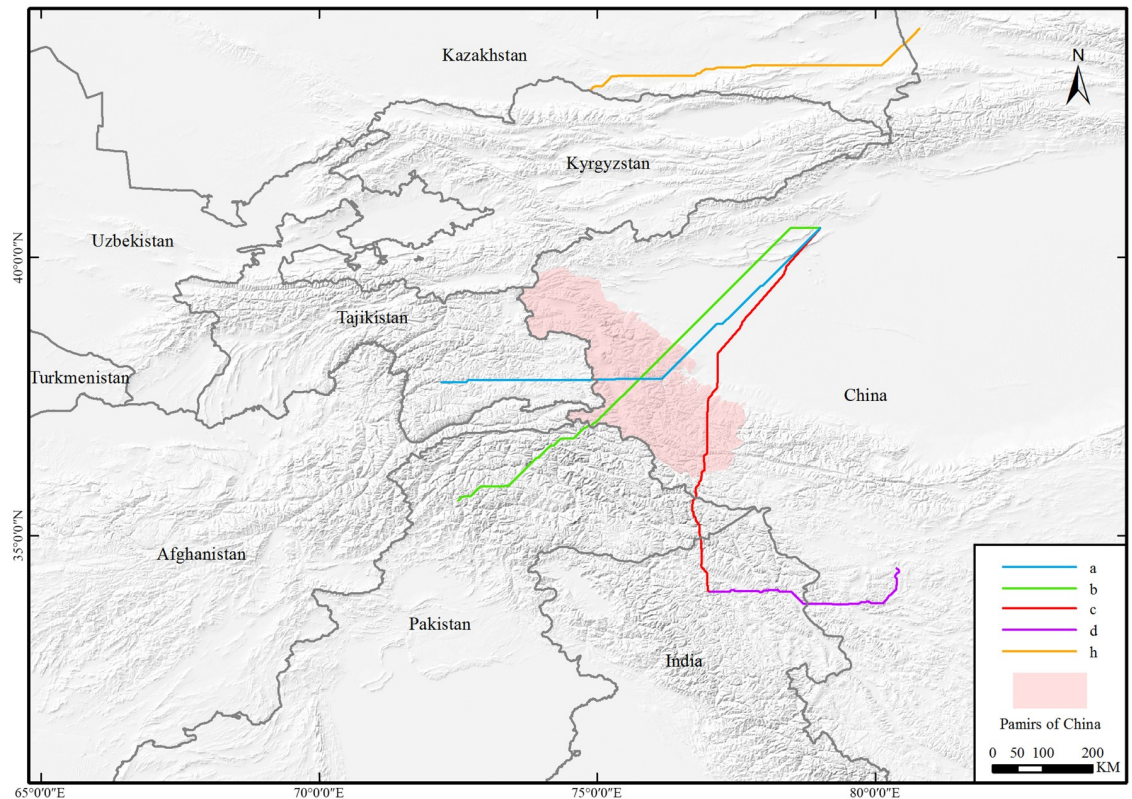 Kazakhstan
N
Kyrgyzstan
Uzbekistan
40°0'0"N
Tajikistan
Turkmenistan
China
35°0'0"N
Afghanistan
Pakistan
India
a
b
c
d
h
Pamirs of China
0 50 100 200
KM
65°0'0"E 70°0'0"E 75°0'0"E 80°0'0"E